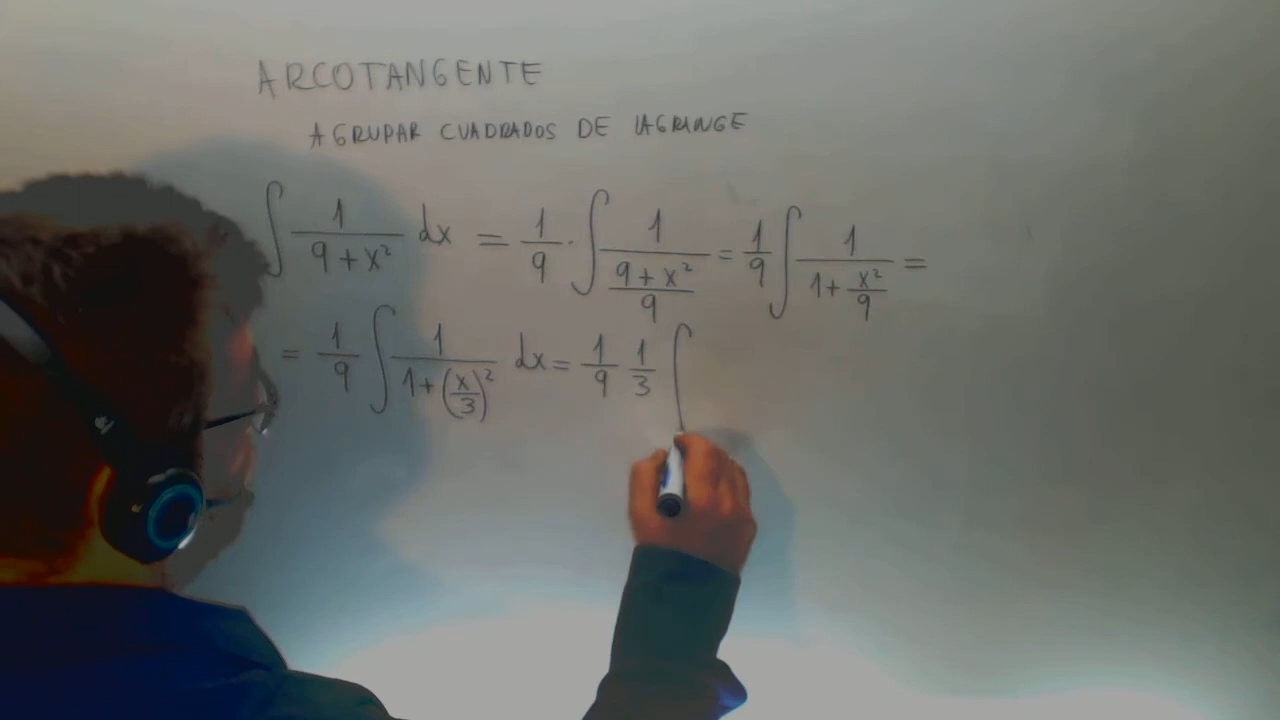 ARCOTANGENTE
AGRUPAR CUADRADOS DE LAGRANGE
∫ 1/(9+x²) dx = 1/9 · ∫ 1/((9+x²)/9) = 1/9 ∫ 1/(1+x²/9) =
= 1/9 ∫ 1/(1+(x/3)²) dx = 1/9 1/3 ∫